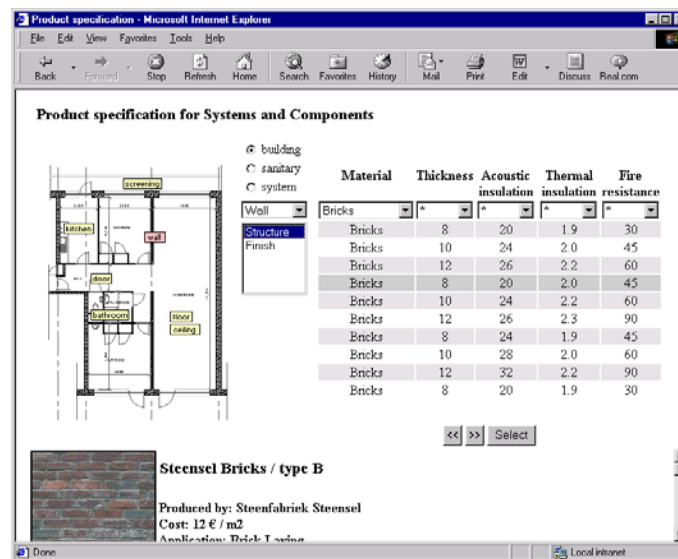 Product specification - Microsoft Internet Explorer
File Edit View Favorites Tools Help
Back Forward Stop Refresh Home Search Favorites History Mail Print Edit Discuss Real.com
Product specification for Systems and Components
building
sanitary
system
Wall
Structure
Finish
screening
kitchen
wall
door
bathroom
floor
ceiling
Material Thickness Acoustic insulation Thermal insulation Fire resistance
Bricks * * * *
Bricks 8 20 1.9 30
Bricks 10 24 2.0 45
Bricks 12 26 2.2 60
Bricks 8 20 2.0 45
Bricks 10 24 2.2 60
Bricks 12 26 2.3 90
Bricks 8 24 1.9 45
Bricks 10 28 2.0 60
Bricks 12 32 2.2 90
Bricks 8 20 1.9 30
<< >> Select
Steensel Bricks / type B
Produced by: Steenfabriek Steensel
Cost: 12 € / m2
Application: Brick Laying
Done
Local intranet